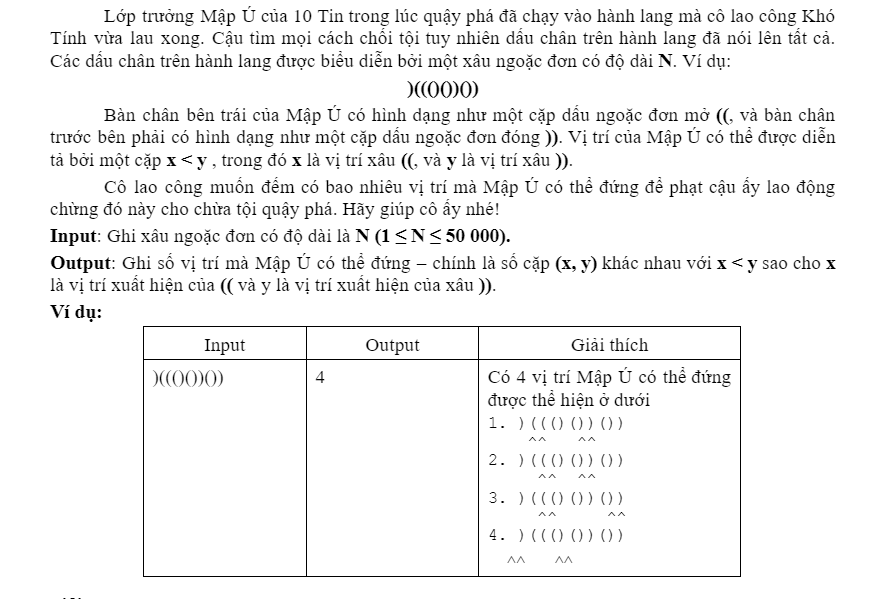 Lớp trưởng Mập Ú của 10 Tin trong lúc quậy phá đã chạy vào hành lang mà cô lao công Khó
Tính vừa lau xong. Cậu tìm mọi cách chối tội tuy nhiên dấu chân trên hành lang đã nói lên tất cả.
Các dấu chân trên hành lang được biểu diễn bởi một xâu ngoặc đơn có độ dài N. Ví dụ:
)((()())())
Bàn chân bên trái của Mập Ú có hình dạng như một cặp dấu ngoặc đơn mở ((, và bàn chân
trước bên phải có hình dạng như một cặp dấu ngoặc đơn đóng )). Vị trí của Mập Ú có thể được diễn
tả bởi một cặp x < y , trong đó x là vị trí xâu ((, và y là vị trí xâu )).
Cô lao công muốn đếm có bao nhiêu vị trí mà Mập Ú có thể đứng để phạt cậu ấy lao động
chừng đó này cho chừa tội quậy phá. Hãy giúp cô ấy nhé!
Input: Ghi xâu ngoặc đơn có độ dài là N (1 ≤ N ≤ 50 000).
Output: Ghi số vị trí mà Mập Ú có thể đứng – chính là số cặp (x, y) khác nhau với x < y sao cho x
là vị trí xuất hiện của (( và y là vị trí xuất hiện của xâu )).
Ví dụ:
Input Output Giải thích
)((()())()) 4 Có 4 vị trí Mập Ú có thể đứng
được thể hiện ở dưới
1. )((()())())
^^ ^^
2. )((()())())
^^ ^^
3. )((()())())
^^ ^^
4. )((()())())
^^ ^^